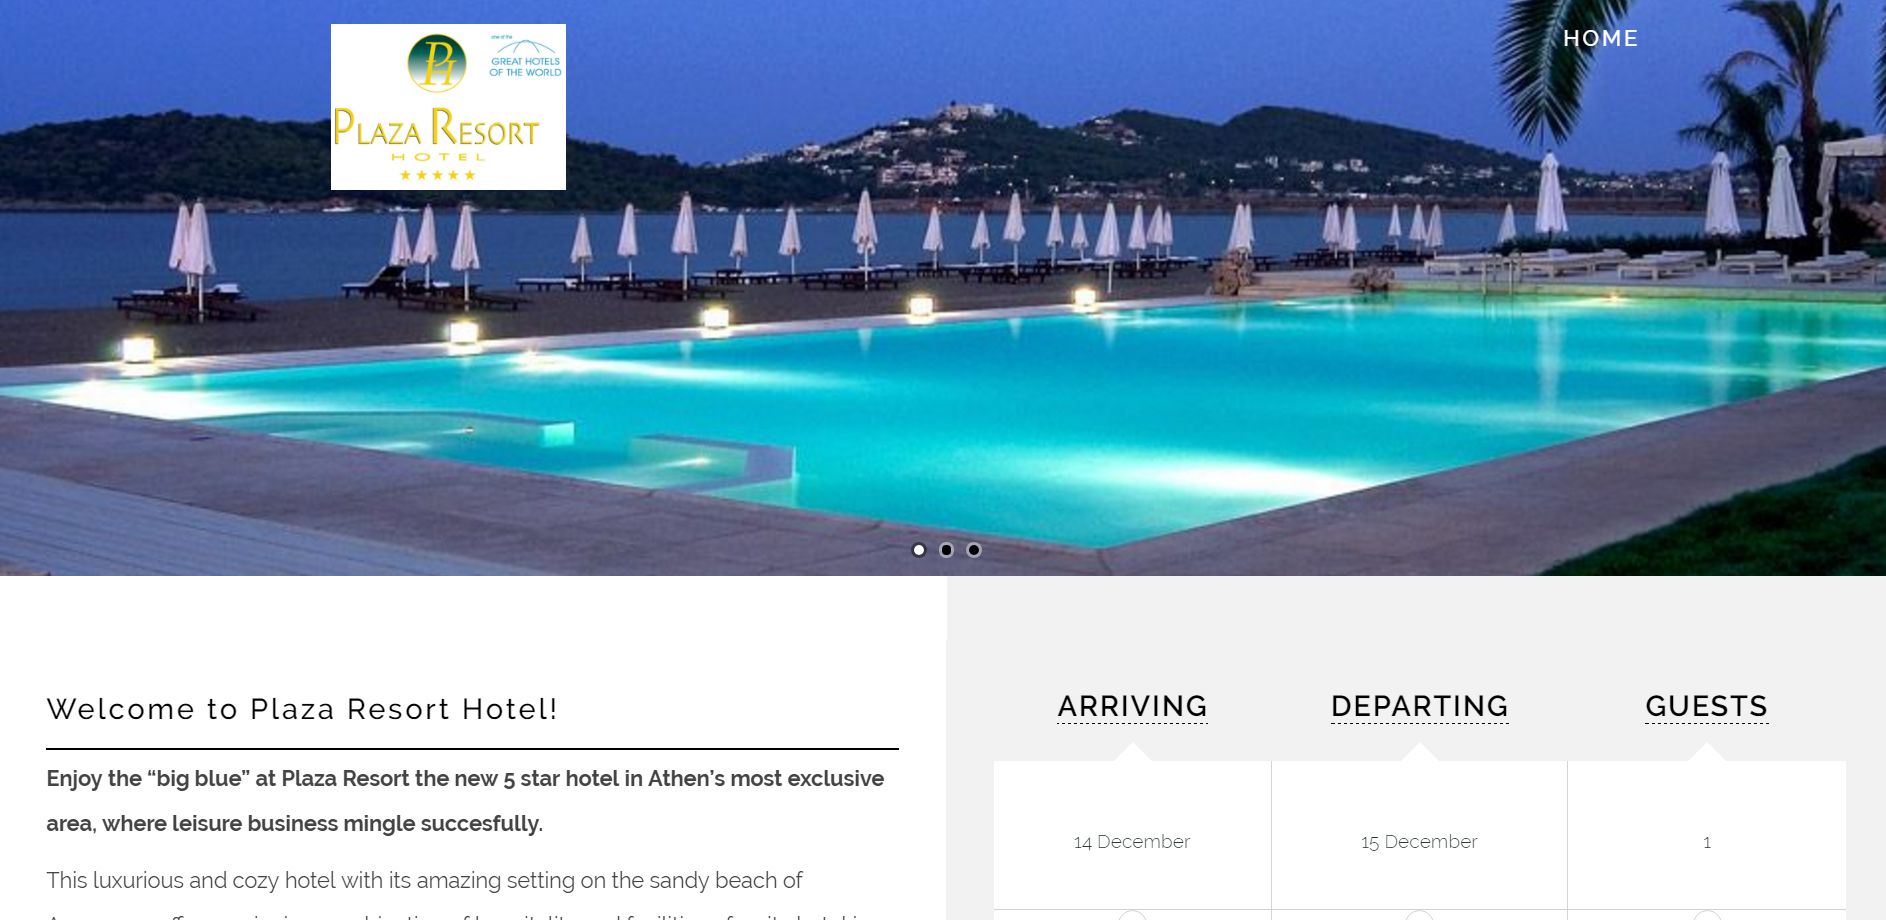 one of the
GREAT HOTELS
OF THE WORLD
PH
PLAZA RESORT
HOTEL
HOME
Welcome to Plaza Resort Hotel!
Enjoy the “big blue” at Plaza Resort the new 5 star hotel in Athen’s most exclusive
area, where leisure business mingle succesfully.
This luxurious and cozy hotel with its amazing setting on the sandy beach of
ARRIVING
DEPARTING
GUESTS
14 December
15 December
1